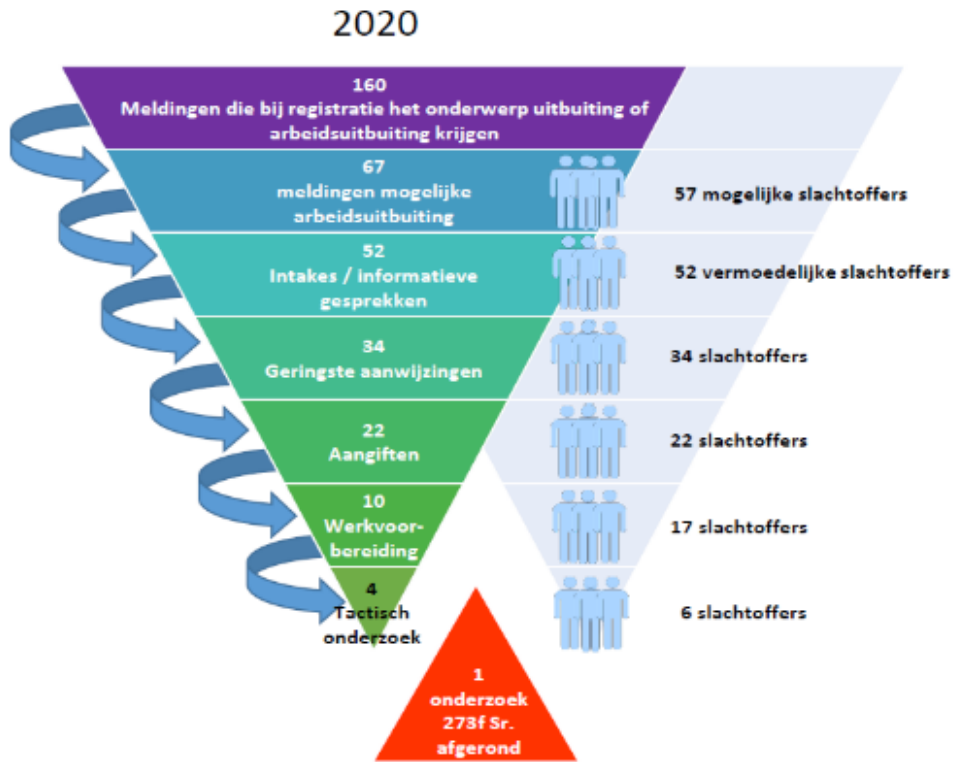 2020
160
Meldingen die bij registratie het onderwerp uitbuiting of
arbeidsuitbuiting krijgen
67
meldingen mogelijke
arbeidsuitbuiting
57 mogelijke slachtoffers
52
Intakes / informatieve
gesprekken
52 vermoedelijke slachtoffers
34
Geringste aanwijzingen
34 slachtoffers
22
Aangiften
22 slachtoffers
10
Werkvoor-
bereiding
17 slachtoffers
4
Tactisch
onderzoek
6 slachtoffers
1
onderzoek
273f Sr.
afgerond